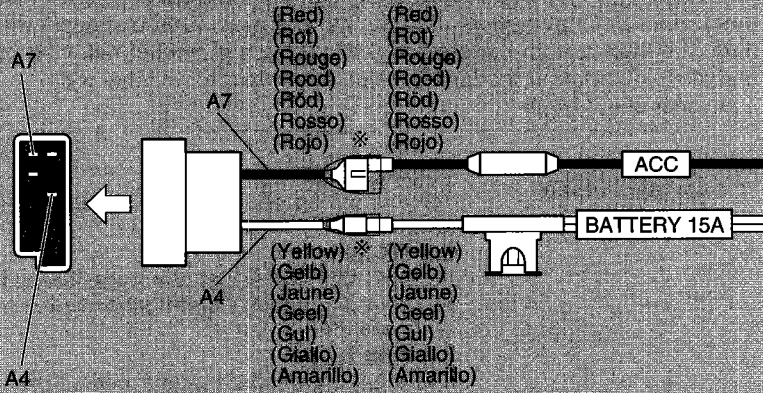 (Red) (Red)
(Rot) (Rot)
(Rouge) (Rouge)
(Rood) (Rood)
(Röd) (Röd)
(Rosso) (Rosso)
(Rojo) ※ (Rojo)
A7
A7
ACC
BATTERY 15A
(Yellow) ※ (Yellow)
(Gelb) (Gelb)
(Jaune) (Jaune)
(Geel) (Geel)
(Gul) (Gul)
(Giallo) (Giallo)
(Amarillo) (Amarillo)
A4
A4